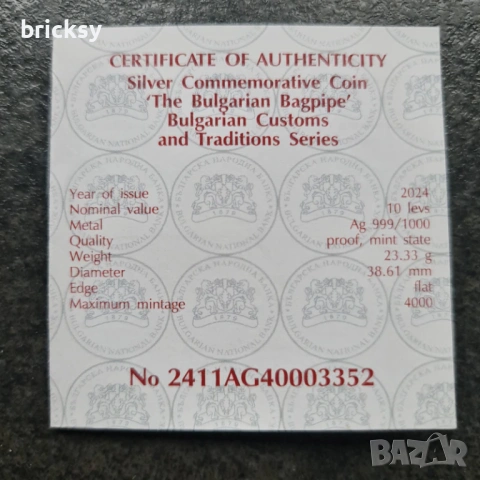 bricksy
CERTIFICATE OF AUTHENTICITY
Silver Commemorative Coin
'The Bulgarian Bagpipe'
Bulgarian Customs
and Traditions Series
Year of issue 2024
Nominal value 10 levs
Metal Ag 999/1000
Quality proof, mint state
Weight 23.33 g
Diameter 38.61 mm
Edge flat
Maximum mintage 4000
No 2411AG40003352
BAZAR